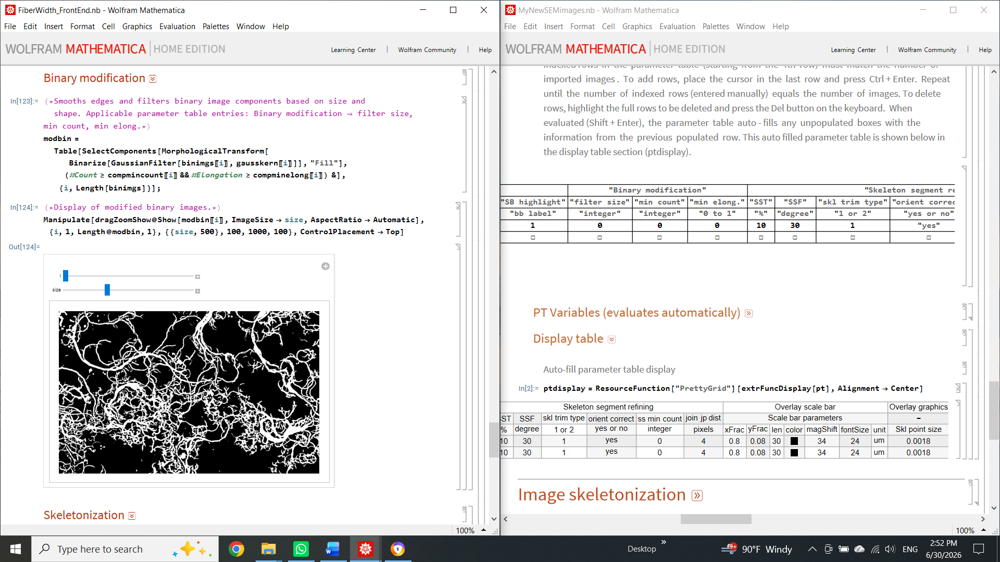 FiberWidth_FrontEnd.nb - Wolfram Mathematica
File Edit Insert Format Cell Graphics Evaluation Palettes Window Help
WOLFRAM MATHEMATICA HOME EDITION
Learning Center Wolfram Community Help
Binary modification
In[123]:= (*Smooths edges and filters binary image components based on size and
shape. Applicable parameter table entries: Binary modification → filter size,
min count, min elong.*)
modbin =
Table[SelectComponents[MorphologicalTransform[
Binarize[GaussianFilter[binimgs〚i〛, gausskern〚i〛]], "Fill"],
(#Count ≥ compmincount〚i〛 && #Elongation ≥ compminelong〚i〛) &],
{i, Length[binimgs]}];
In[124]:= (*Display of modified binary images.*)
Manipulate[dragZoomShow@Show[modbin〚i〛, ImageSize → size, AspectRatio → Automatic],
{i, 1, Length@modbin, 1}, {{size, 500}, 100, 1000, 100}, ControlPlacement → Top]
Out[124]=
i
size
Skeletonization
100%
MyNewSEMimages.nb - Wolfram Mathematica
File Edit Insert Format Cell Graphics Evaluation Palettes Window Help
WOLFRAM MATHEMATICA HOME EDITION
Learning Center Wolfram Community Help
indexed rows in the parameter table (starting from the 4th row) must match the number of
imported images. To add rows, place the cursor in the last row and press Ctrl + Enter. Repeat
until the number of indexed rows (entered manually) equals the number of images. To delete
rows, highlight the full rows to be deleted and press the Del button on the keyboard. When
evaluated (Shift + Enter), the parameter table auto - fills any unpopulated boxes with the
information from the previous populated row. This auto filled parameter table is shown below in
the display table section (ptdisplay).
"Binary modification" "Skeleton segment re
"SB highlight" "filter size" "min count" "min elong." "SST" "SSF" "skl trim type" "orient correc
"bb label" "integer" "integer" "0 to 1" "%" "degree" "1 or 2" "yes or no"
1 0 0 0 10 30 1 "yes"
□ □ □ □ □ □ □ □
PT Variables (evaluates automatically)
Display table
Auto-fill parameter table display
In[2]:= ptdisplay = ResourceFunction["PrettyGrid"][extrFuncDisplay[pt], Alignment → Center]
Skeleton segment refining Overlay scale bar Overlay graphics
ST SSF skl trim type orient correct ss min count join jp dist Scale bar parameters –
% degree 1 or 2 yes or no integer pixels xFrac yFrac len color magShift fontSize unit Skl point size
10 30 1 yes 0 4 0.8 0.08 30 34 24 um 0.0018
10 30 1 yes 0 4 0.8 0.08 30 34 24 um 0.0018
Image skeletonization
100%
Type here to search
Desktop
9+
90°F Windy
ENG
2:52 PM
6/30/2026